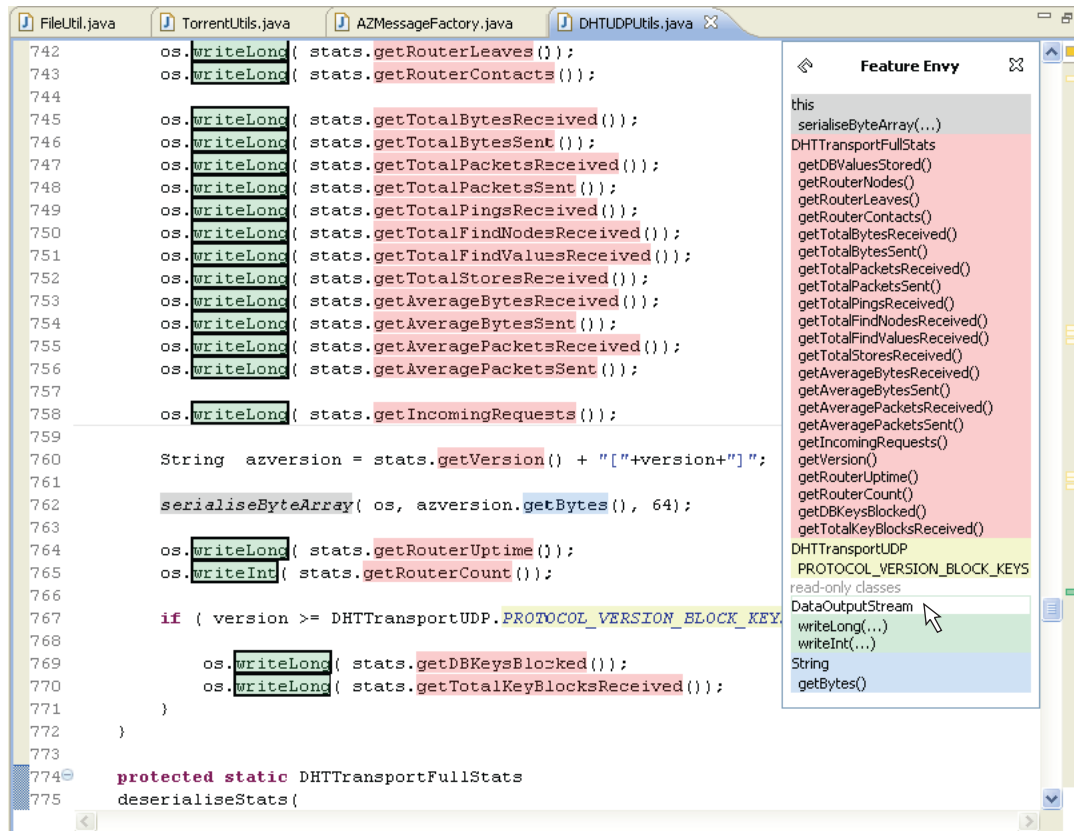 FileUtil.java TorrentUtils.java AZMessageFactory.java DHTUDPUtils.java
742 os.writeLong( stats.getRouterLeaves());
743 os.writeLong( stats.getRouterContacts());
744
745 os.writeLong( stats.getTotalBytesReceived());
746 os.writeLong( stats.getTotalBytesSent());
747 os.writeLong( stats.getTotalPacketsReceived());
748 os.writeLong( stats.getTotalPacketsSent());
749 os.writeLong( stats.getTotalPingsReceived());
750 os.writeLong( stats.getTotalFindNodesReceived());
751 os.writeLong( stats.getTotalFindValuesReceived());
752 os.writeLong( stats.getTotalStoresReceived());
753 os.writeLong( stats.getAverageBytesReceived());
754 os.writeLong( stats.getAverageBytesSent());
755 os.writeLong( stats.getAveragePacketsReceived());
756 os.writeLong( stats.getAveragePacketsSent());
757
758 os.writeLong( stats.getIncomingRequests());
759
760 String azversion = stats.getVersion() + "["+version+"]";
761
762 serialiseByteArray( os, azversion.getBytes(), 64);
763
764 os.writeLong( stats.getRouterUptime());
765 os.writeInt( stats.getRouterCount());
766
767 if ( version >= DHTTransportUDP.PROTOCOL_VERSION_BLOCK_KEY
768
769 os.writeLong( stats.getDBKeysBlocked());
770 os.writeLong( stats.getTotalKeyBlocksReceived());
771 }
772 }
773
774 protected static DHTTransportFullStats
775 deserialiseStats(
Feature Envy
this
serialiseByteArray(...)
DHTTransportFullStats
getDBValuesStored()
getRouterNodes()
getRouterLeaves()
getRouterContacts()
getTotalBytesReceived()
getTotalBytesSent()
getTotalPacketsReceived()
getTotalPacketsSent()
getTotalPingsReceived()
getTotalFindNodesReceived()
getTotalFindValuesReceived()
getTotalStoresReceived()
getAverageBytesReceived()
getAverageBytesSent()
getAveragePacketsReceived()
getAveragePacketsSent()
getIncomingRequests()
getVersion()
getRouterUptime()
getRouterCount()
getDBKeysBlocked()
getTotalKeyBlocksReceived()
DHTTransportUDP
PROTOCOL_VERSION_BLOCK_KEYS
read-only classes
DataOutputStream
writeLong(...)
writeInt(...)
String
getBytes()